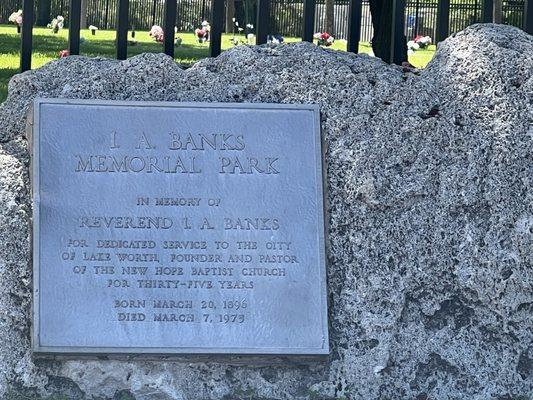 I. A. BANKS
MEMORIAL PARK
IN MEMORY OF
REVEREND I. A. BANKS
FOR DEDICATED SERVICE TO THE CITY
OF LAKE WORTH, FOUNDER AND PASTOR
OF THE NEW HOPE BAPTIST CHURCH
FOR THIRTY-FIVE YEARS
BORN MARCH 20, 1896
DIED MARCH 7, 1975